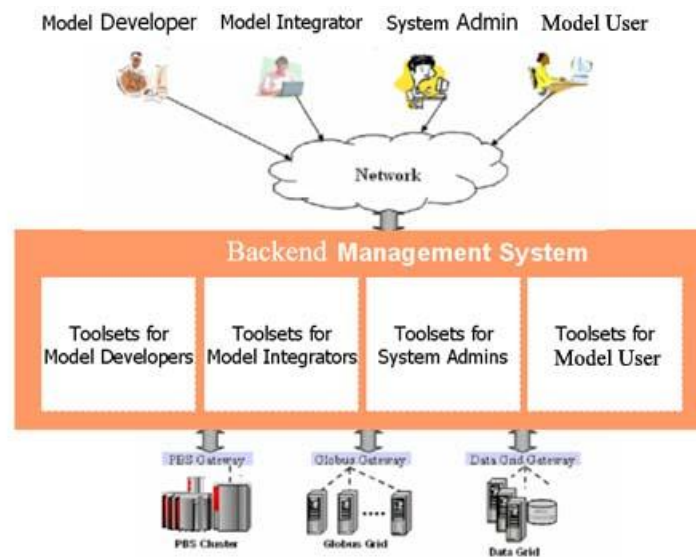 Model Developer Model Integrator System Admin Model User
Network
Backend Management System
Toolsets for
Model Developers
Toolsets for
Model Integrators
Toolsets for
System Admins
Toolsets for
Model User
PBS Gateway Globus Gateway Data Grid Gateway
PBS Cluster Globus Grid Data Grid